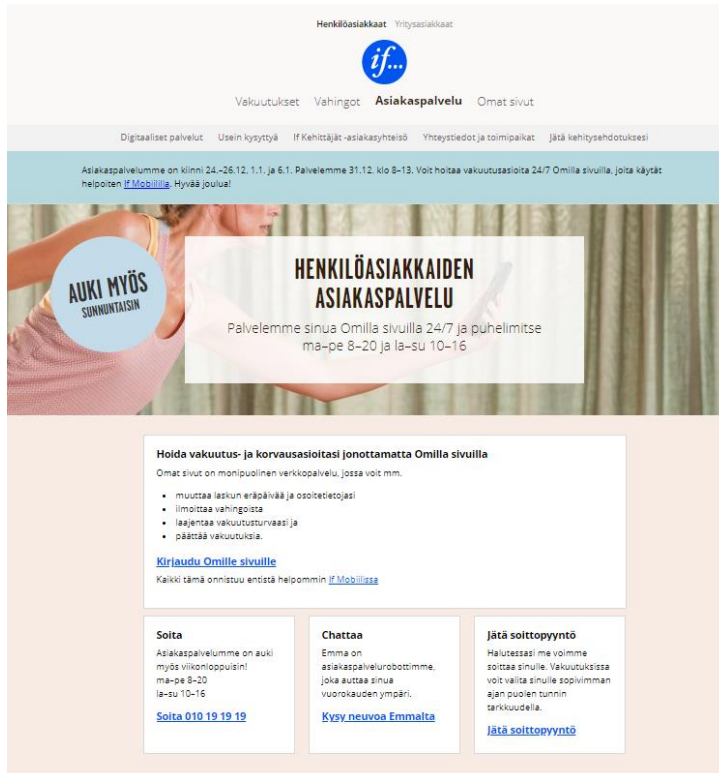 Henkilöasiakkaat Yritysasiakkaat
if...
Vakuutukset Vahingot Asiakaspalvelu Omat sivut
Digitaaliset palvelut Usein kysyttyä If Kehittäjät -asiakasyhteisö Yhteystiedot ja toimipaikat Jätä kehitysehdotuksesi
Asiakaspalvelumme on kiinni 24.–26.12, 1.1. ja 6.1. Palvelemme 31.12. klo 8–13. Voit hoitaa vakuutusasioita 24/7 Omilla sivuilla, joita käytät
helpoiten If Mobiililla. Hyvää joulua!
AUKI MYÖS
SUNNUNTAISIN
HENKILÖASIAKKAIDEN
ASIAKASPALVELU
Palvelemme sinua Omilla sivuilla 24/7 ja puhelimitse
ma–pe 8–20 ja la–su 10–16
Hoida vakuutus- ja korvausasioitasi jonottamatta Omilla sivuilla
Omat sivut on monipuolinen verkkopalvelu, jossa voit mm.
• muuttaa laskun eräpäivää ja osoitetietojasi
• ilmoittaa vahingoista
• laajentaa vakuutusturvaasi ja
• päättää vakuutuksia.
Kirjaudu Omille sivuille
Kaikki tämä onnistuu entistä helpommin If Mobiilissa
Soita
Asiakaspalvelumme on auki
myös viikonloppuisin!
ma–pe 8–20
la–su 10–16
Soita 010 19 19 19
Chattaa
Emma on
asiakaspalvelurobottimme,
joka auttaa sinua
vuorokauden ympäri.
Kysy neuvoa Emmalta
Jätä soittopyyntö
Halutessasi me voimme
soittaa sinulle. Vakuutuksissa
voit valita sinulle sopivimman
ajan puolen tunnin
tarkkuudella.
Jätä soittopyyntö